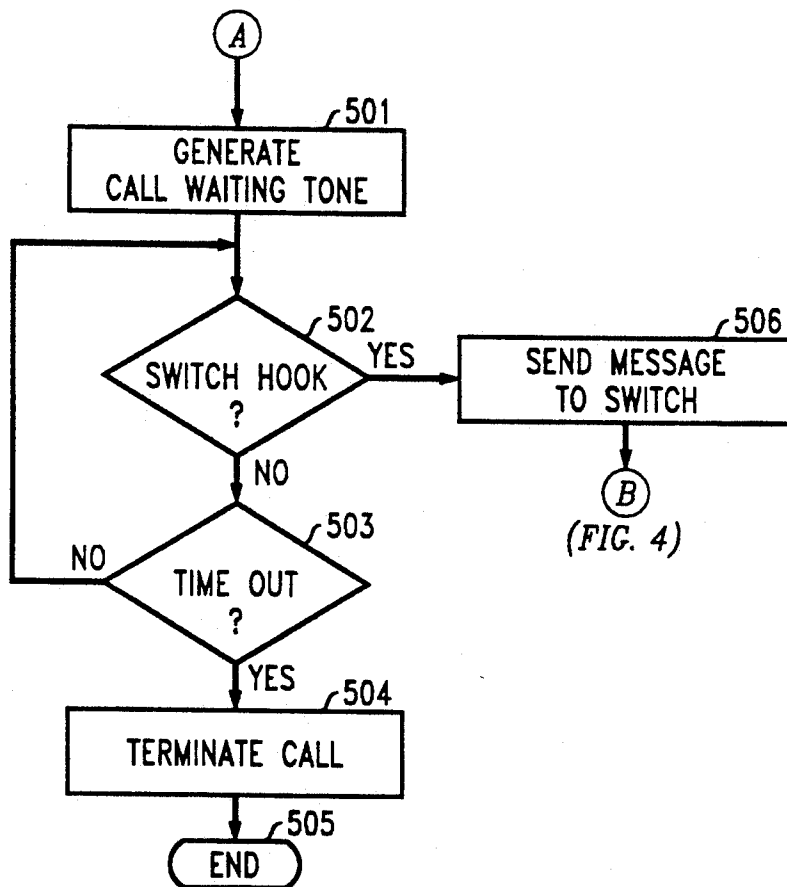 A
501
GENERATE
CALL WAITING TONE
502
SWITCH HOOK
?
YES
506
SEND MESSAGE
TO SWITCH
B
(FIG. 4)
NO
503
NO
TIME OUT
?
YES
504
TERMINATE CALL
505
END